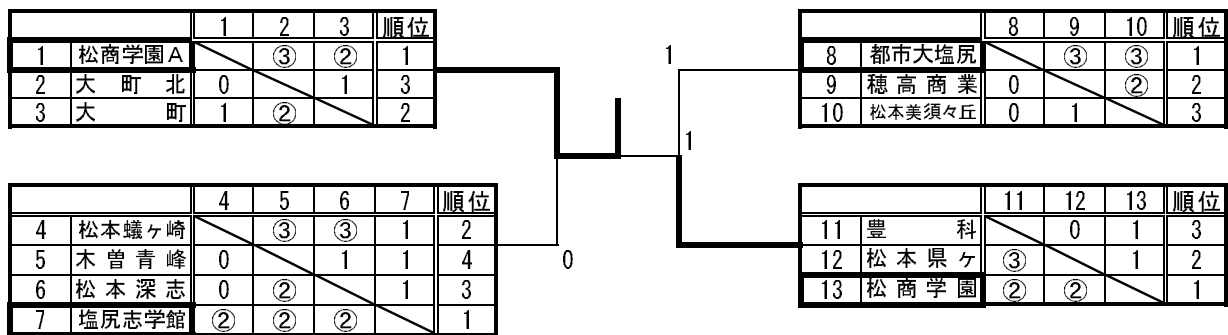 1 2 3 順位
1 松商学園A ③ ② 1
2 大町北 0 1 3
3 大町 1 ② 2
4 5 6 7 順位
4 松本蟻ヶ崎 ③ ③ 1 2
5 木曽青峰 0 1 1 4
6 松本深志 0 ② 1 3
7 塩尻志学館 ② ② ② 1
1
1
0
8 9 10 順位
8 都市大塩尻 ③ ③ 1
9 穂高商業 0 ② 2
10 松本美須々丘 0 1 3
11 12 13 順位
11 豊科 0 1 3
12 松本県ヶ ③ 1 2
13 松商学園 ② ② 1